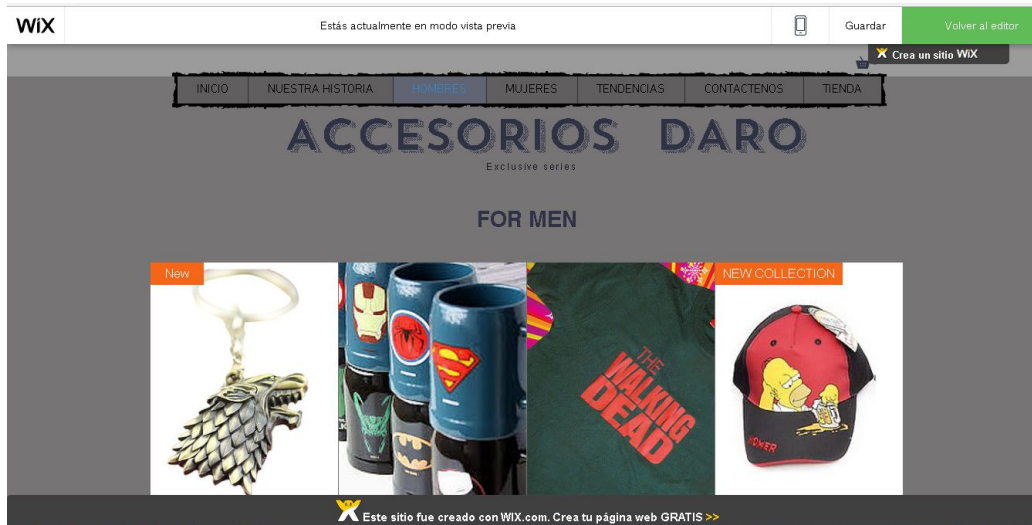 WiX
Estás actualmente en modo vista previa
Guardar
Volver al editor
Crea un sitio WiX
INICIO
NUESTRA HISTORIA
HOMBRES
MUJERES
TENDENCIAS
CONTACTENOS
TIENDA
ACCESORIOS DARO
Exclusive series
FOR MEN
New
NEW COLLECTION
THE
WALKING
DEAD
HOMER
Este sitio fue creado con WIX.com. Crea tu página web GRATIS >>